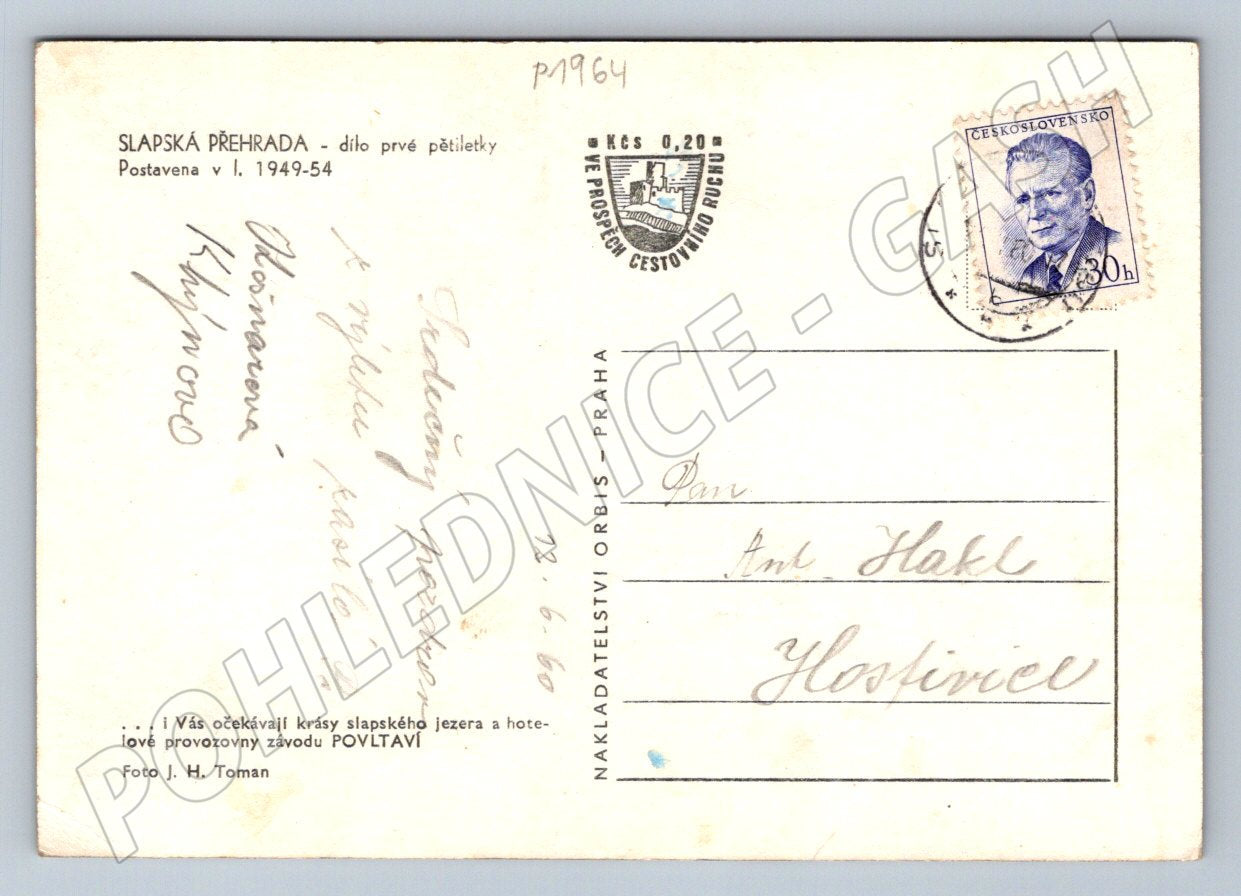 p1964
SLAPSKÁ PŘEHRADA - dílo prvé pětiletky
Postavena v l. 1949-54
Kčs 0,20
VE PROSPĚCH CESTOVNÍHO RUCHU
ČESKOSLOVENSKO
30h
Srdečný pozdrav
z výletu
12. 6. 60
NAKLADATELSTVÍ ORBIS – PRAHA
Pan
Ant. Hakl
Hostivice
. . . i Vás očekávají krásy slapského jezera a hote-
lové provozovny závodu POVLTAVÍ
Foto J. H. Toman
POHLEDNICE - GASH